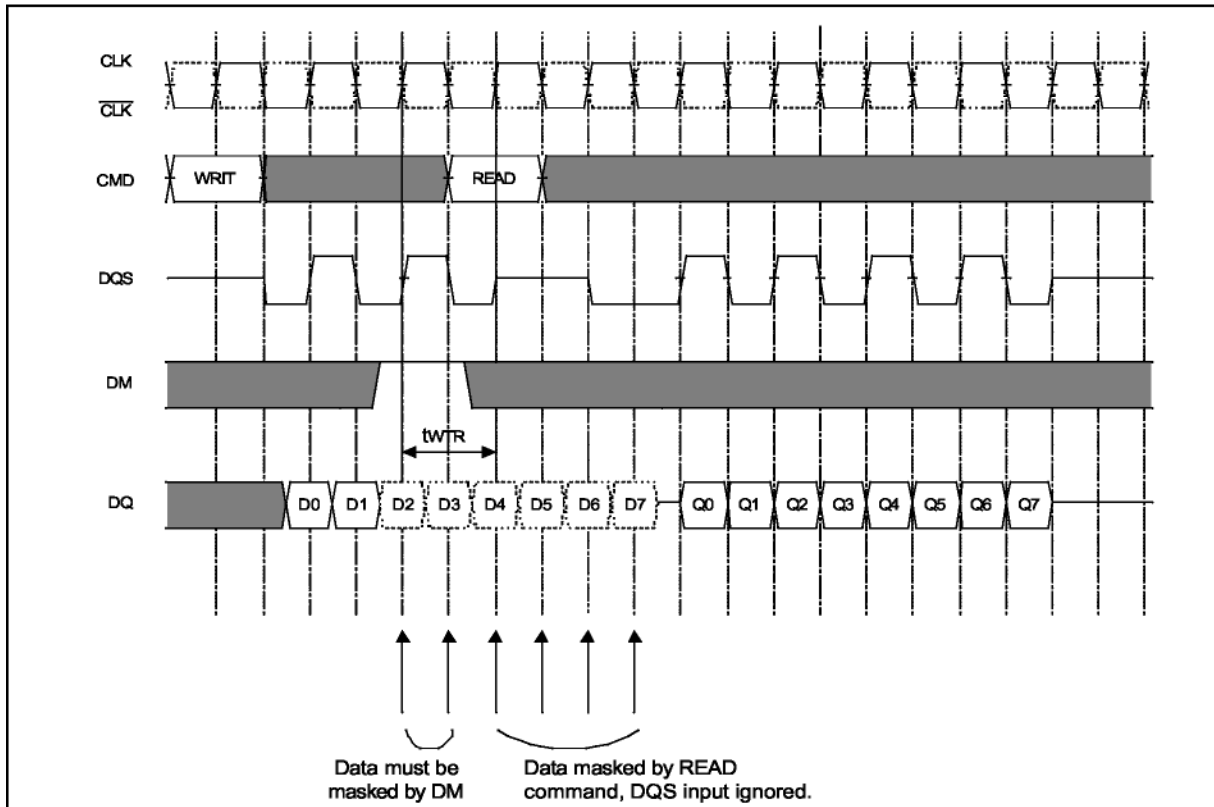 CLK
CLK
CMD WRIT READ
DQS
DM
tWTR
DQ D0 D1 D2 D3 D4 D5 D6 D7 Q0 Q1 Q2 Q3 Q4 Q5 Q6 Q7
Data must be
masked by DM
Data masked by READ
command, DQS input ignored.